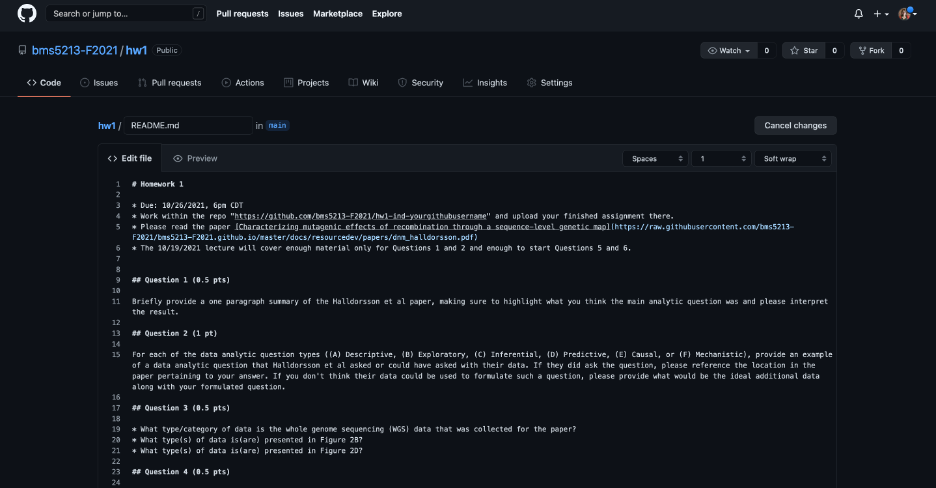 Search or jump to... / Pull requests Issues Marketplace Explore
bms5213-F2021 / hw1 Public Watch 0 Star 0 Fork 0
Code Issues Pull requests Actions Projects Wiki Security Insights Settings
hw1 / README.md in main Cancel changes
Edit file Preview Spaces 1 Soft wrap
1 # Homework 1
2
3 * Due: 10/26/2021, 6pm CDT
4 * Work within the repo "https://github.com/bms5213-F2021/hw1-ind-yourgithubusername" and upload your finished assignment there.
5 * Please read the paper [Characterizing mutagenic effects of recombination through a sequence-level genetic map](https://raw.githubusercontent.com/bms5213-
F2021/bms5213-F2021.github.io/master/docs/resourcedev/papers/dnm_halldorsson.pdf)
6 * The 10/19/2021 lecture will cover enough material only for Questions 1 and 2 and enough to start Questions 5 and 6.
7
8
9 ## Question 1 (0.5 pts)
10
11 Briefly provide a one paragraph summary of the Halldorsson et al paper, making sure to highlight what you think the main analytic question was and please interpret
the result.
12
13 ## Question 2 (1 pt)
14
15 For each of the data analytic question types ((A) Descriptive, (B) Exploratory, (C) Inferential, (D) Predictive, (E) Causal, or (F) Mechanistic), provide an example
of a data analytic question that Halldorsson et al asked or could have asked with their data. If they did ask the question, please reference the location in the
paper pertaining to your answer. If you don't think their data could be used to formulate such a question, please provide what would be the ideal additional data
along with your formulated question.
16
17 ## Question 3 (0.5 pts)
18
19 * What type/category of data is the whole genome sequencing (WGS) data that was collected for the paper?
20 * What type(s) of data is(are) presented in Figure 2B?
21 * What type(s) of data is(are) presented in Figure 2D?
22
23 ## Question 4 (0.5 pts)
24